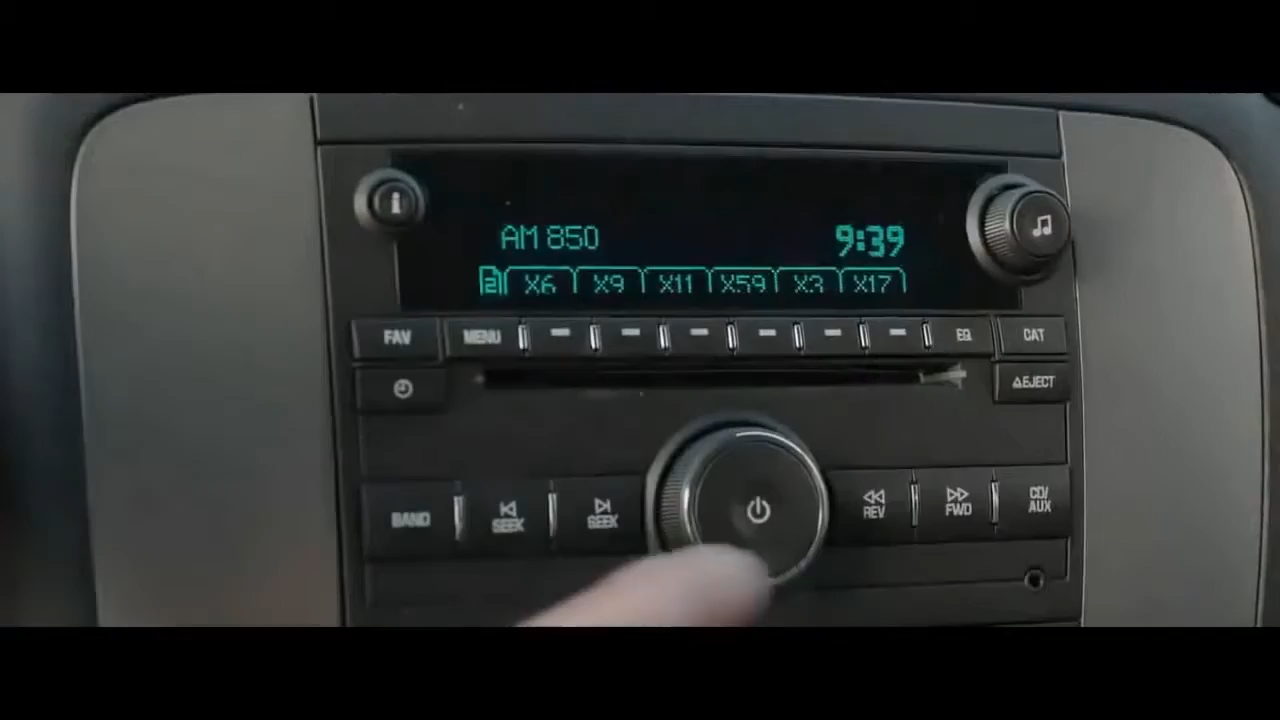 i
AM 850 9:39
2 X6 X9 X11 X59 X3 X17
FAV MENU EQ CAT
EJECT
BAND SEEK SEEK REV FWD CD/
AUX